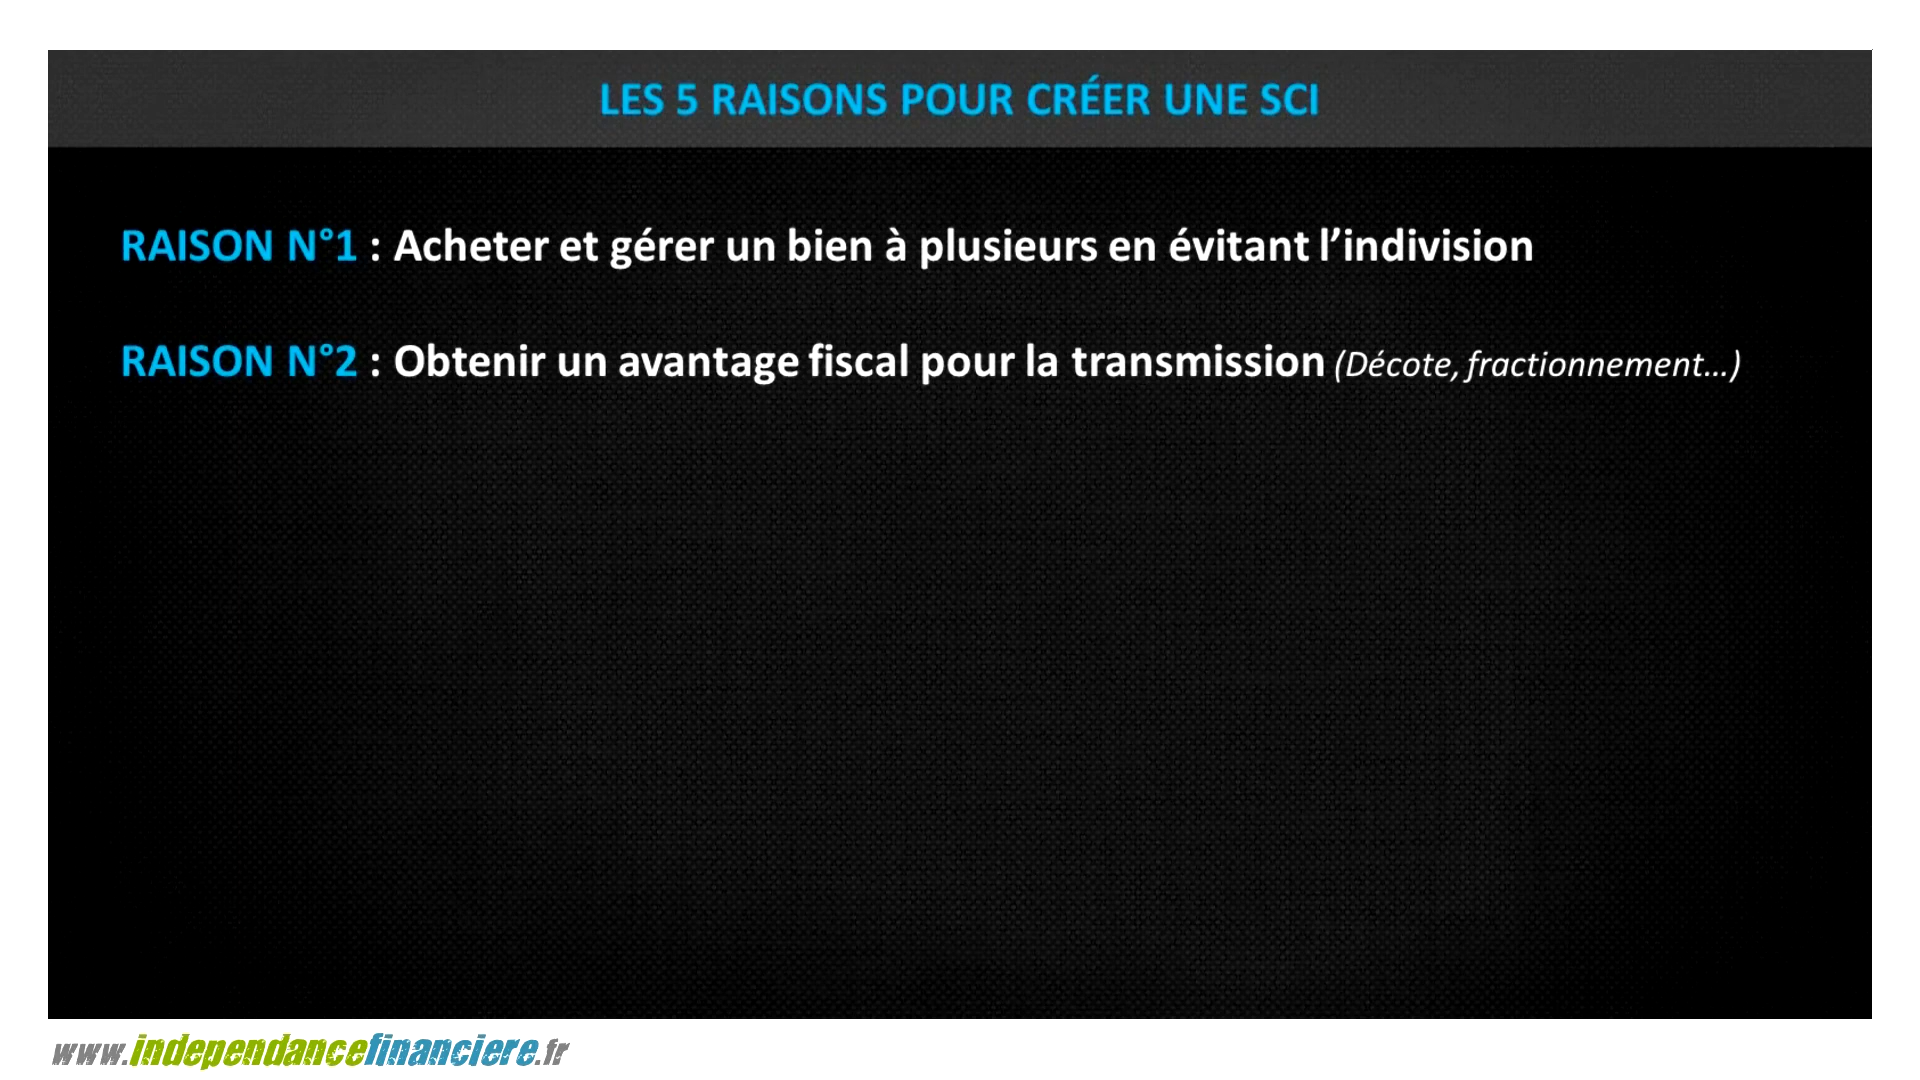 LES 5 RAISONS POUR CRÉER UNE SCI
RAISON N°1 : Acheter et gérer un bien à plusieurs en évitant l’indivision
RAISON N°2 : Obtenir un avantage fiscal pour la transmission (Décote, fractionnement...)
www.independancefinanciere.fr